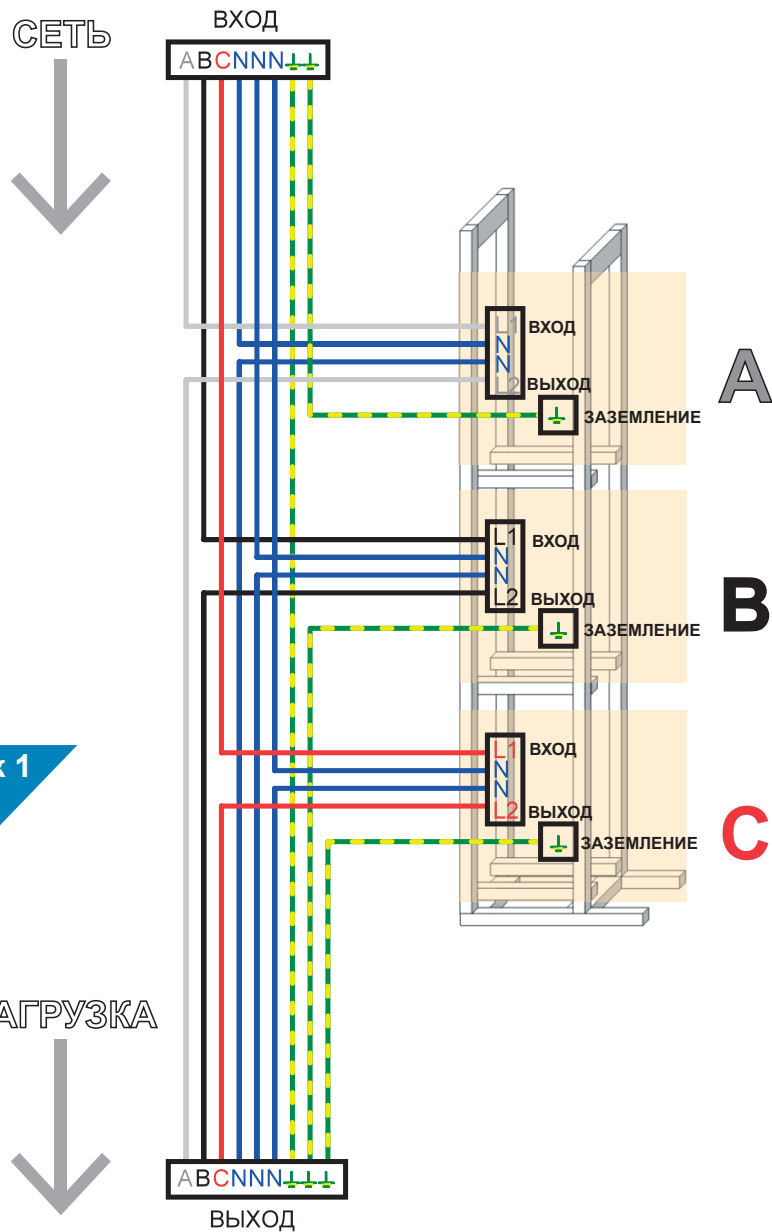 СЕТЬ
ВХОД
ABCNNN
L1 ВХОД
N
N
L2 ВЫХОД
ЗАЗЕМЛЕНИЕ
A
L1 ВХОД
N
N
L2 ВЫХОД
ЗАЗЕМЛЕНИЕ
B
L1 ВХОД
N
N
L2 ВЫХОД
ЗАЗЕМЛЕНИЕ
C
к 1
АГРУЗКА
ABCNNN
ВЫХОД